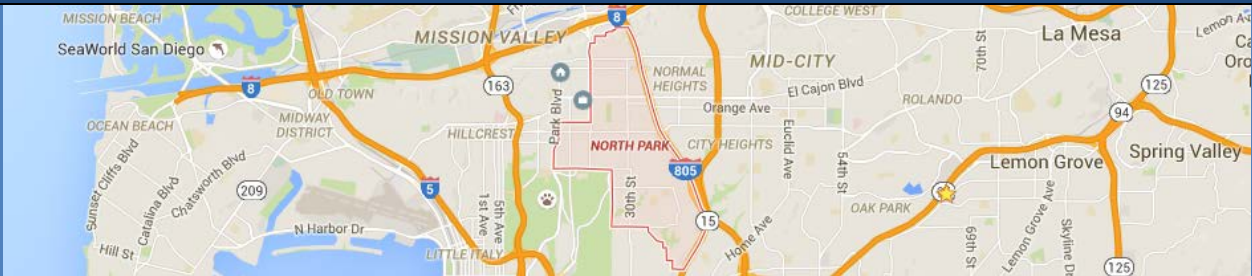 MISSION BEACH
SeaWorld San Diego
MISSION VALLEY
8
COLLEGE WEST
La Mesa
70th St
Lemon A
Ca
Oro
8
OLD TOWN
163
NORMAL
HEIGHTS
MID-CITY
El Cajon Blvd
125
OCEAN BEACH
MIDWAY
DISTRICT
HILLCREST
Park Blvd
Orange Ave
ROLANDO
94
NORTH PARK
CITY HEIGHTS
Euclid Ave
54th St
Lemon Grove
Spring Valley
Sunset Cliffs Blvd
Catalina Blvd
Chatsworth Blvd
209
5
805
30th St
5th Ave
1st Ave
OAK PARK
15
Home Ave
N Harbor Dr
Hill St
LITTLE ITALY
69th St
Lemon Grove Ave
Skyline D
125